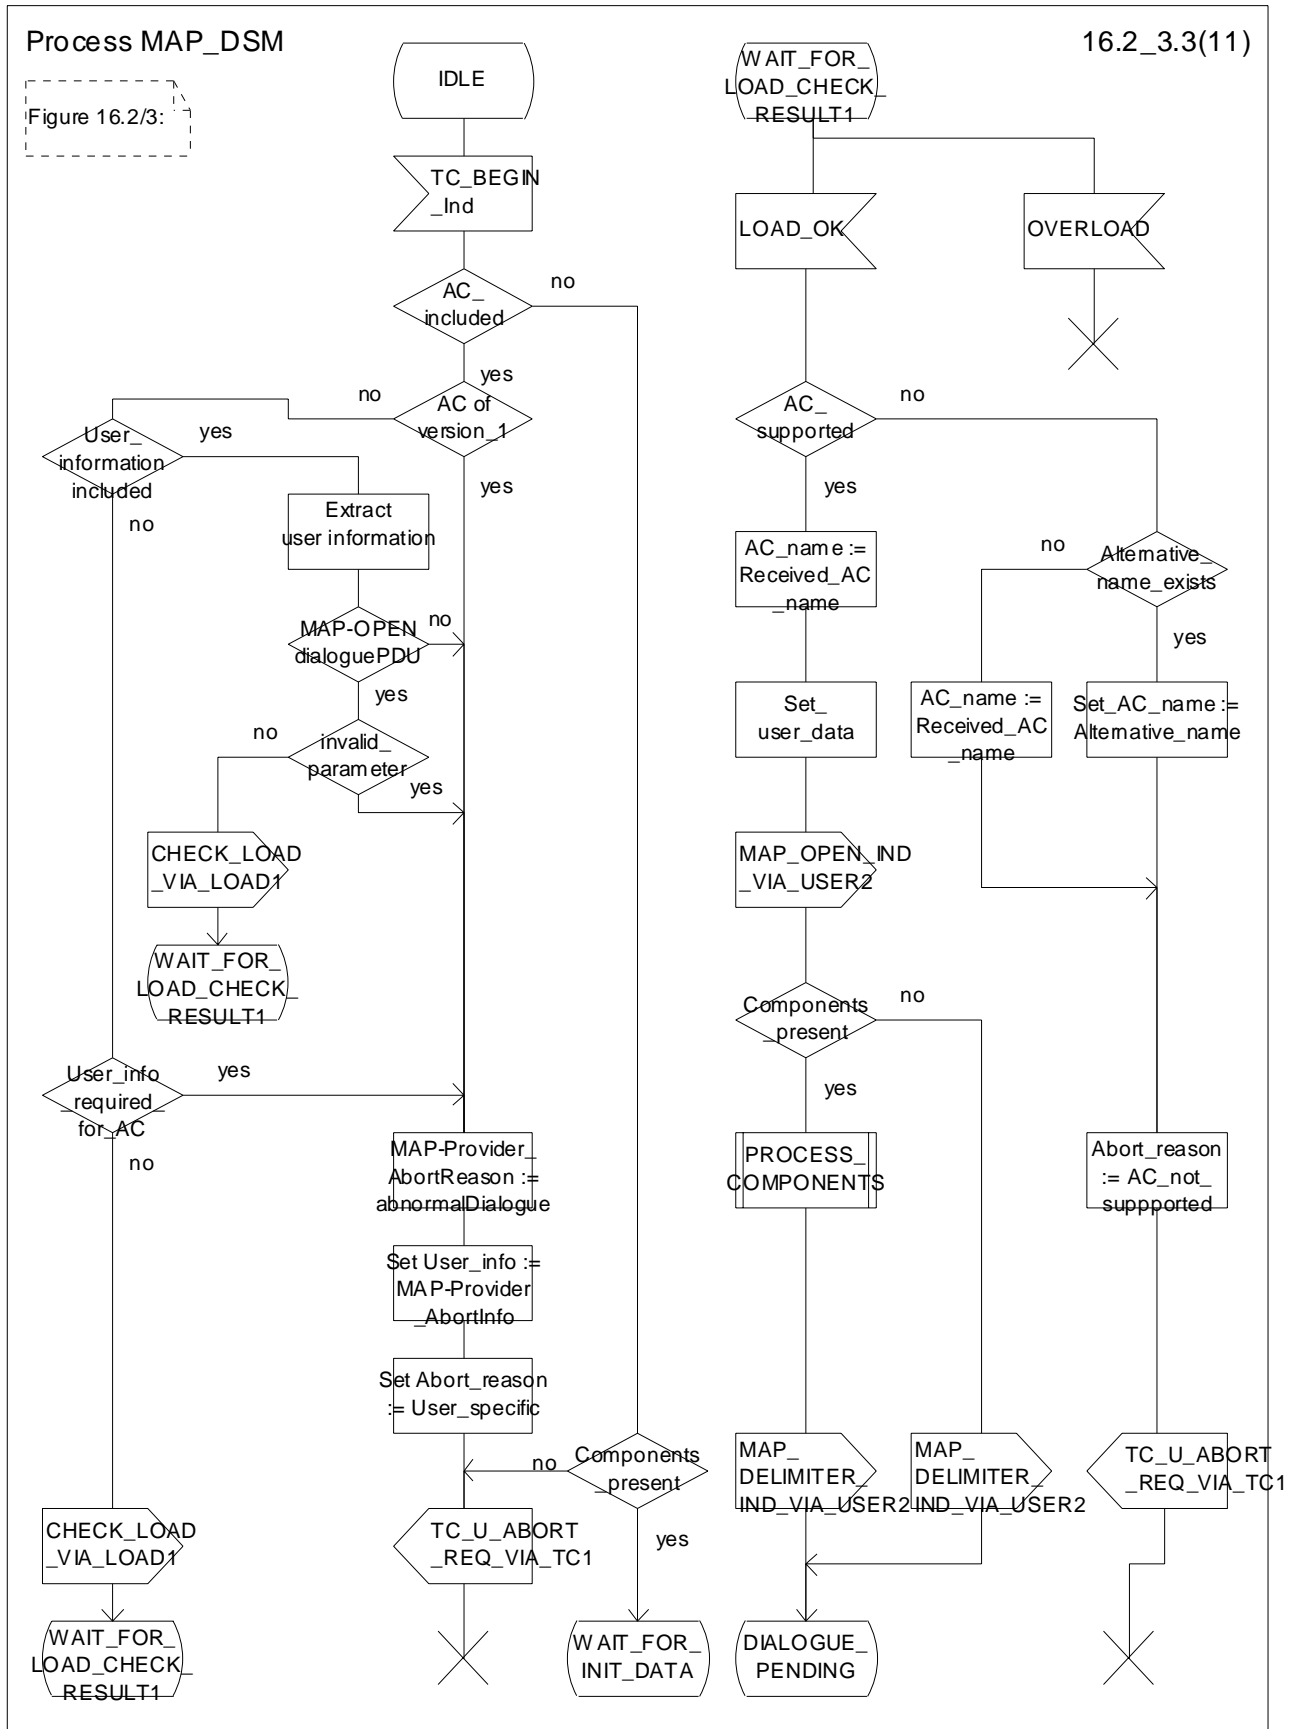 Process MAP_DSM
16.2_3.3(11)
Figure 16.2/3:
IDLE
TC_BEGIN
_Ind
AC_
included
no
yes
AC of
version_1
no
yes
User_
information
included
yes
no
Extract
user information
MAP-OPEN
dialoguePDU
no
yes
invalid_
parameter
no
yes
CHECK_LOAD
_VIA_LOAD1
WAIT_FOR_
LOAD_CHECK_
RESULT1
User_info
_required_
for_AC
yes
no
MAP-Provider_
AbortReason :=
abnormalDialogue
Set User_info :=
MAP-Provider
_AbortInfo
Set Abort_reason
:= User_specific
no
Components
_present
yes
CHECK_LOAD
_VIA_LOAD1
TC_U_ABORT
_REQ_VIA_TC1
WAIT_FOR_
LOAD_CHECK_
RESULT1
WAIT_FOR_
INIT_DATA
WAIT_FOR_
LOAD_CHECK_
RESULT1
LOAD_OK
OVERLOAD
AC_
supported
no
yes
AC_name :=
Received_AC
_name
no
Alternative_
name_exists
yes
Set_
user_data
AC_name :=
Received_AC
_name
Set_AC_name :=
Alternative_name
MAP_OPEN_IND
_VIA_USER2
Components
_present
no
yes
PROCESS_
COMPONENTS
Abort_reason
:= AC_not_
suppported
MAP_
DELIMITER_
IND_VIA_USER2
MAP_
DELIMITER_
IND_VIA_USER2
TC_U_ABORT
_REQ_VIA_TC1
DIALOGUE_
PENDING